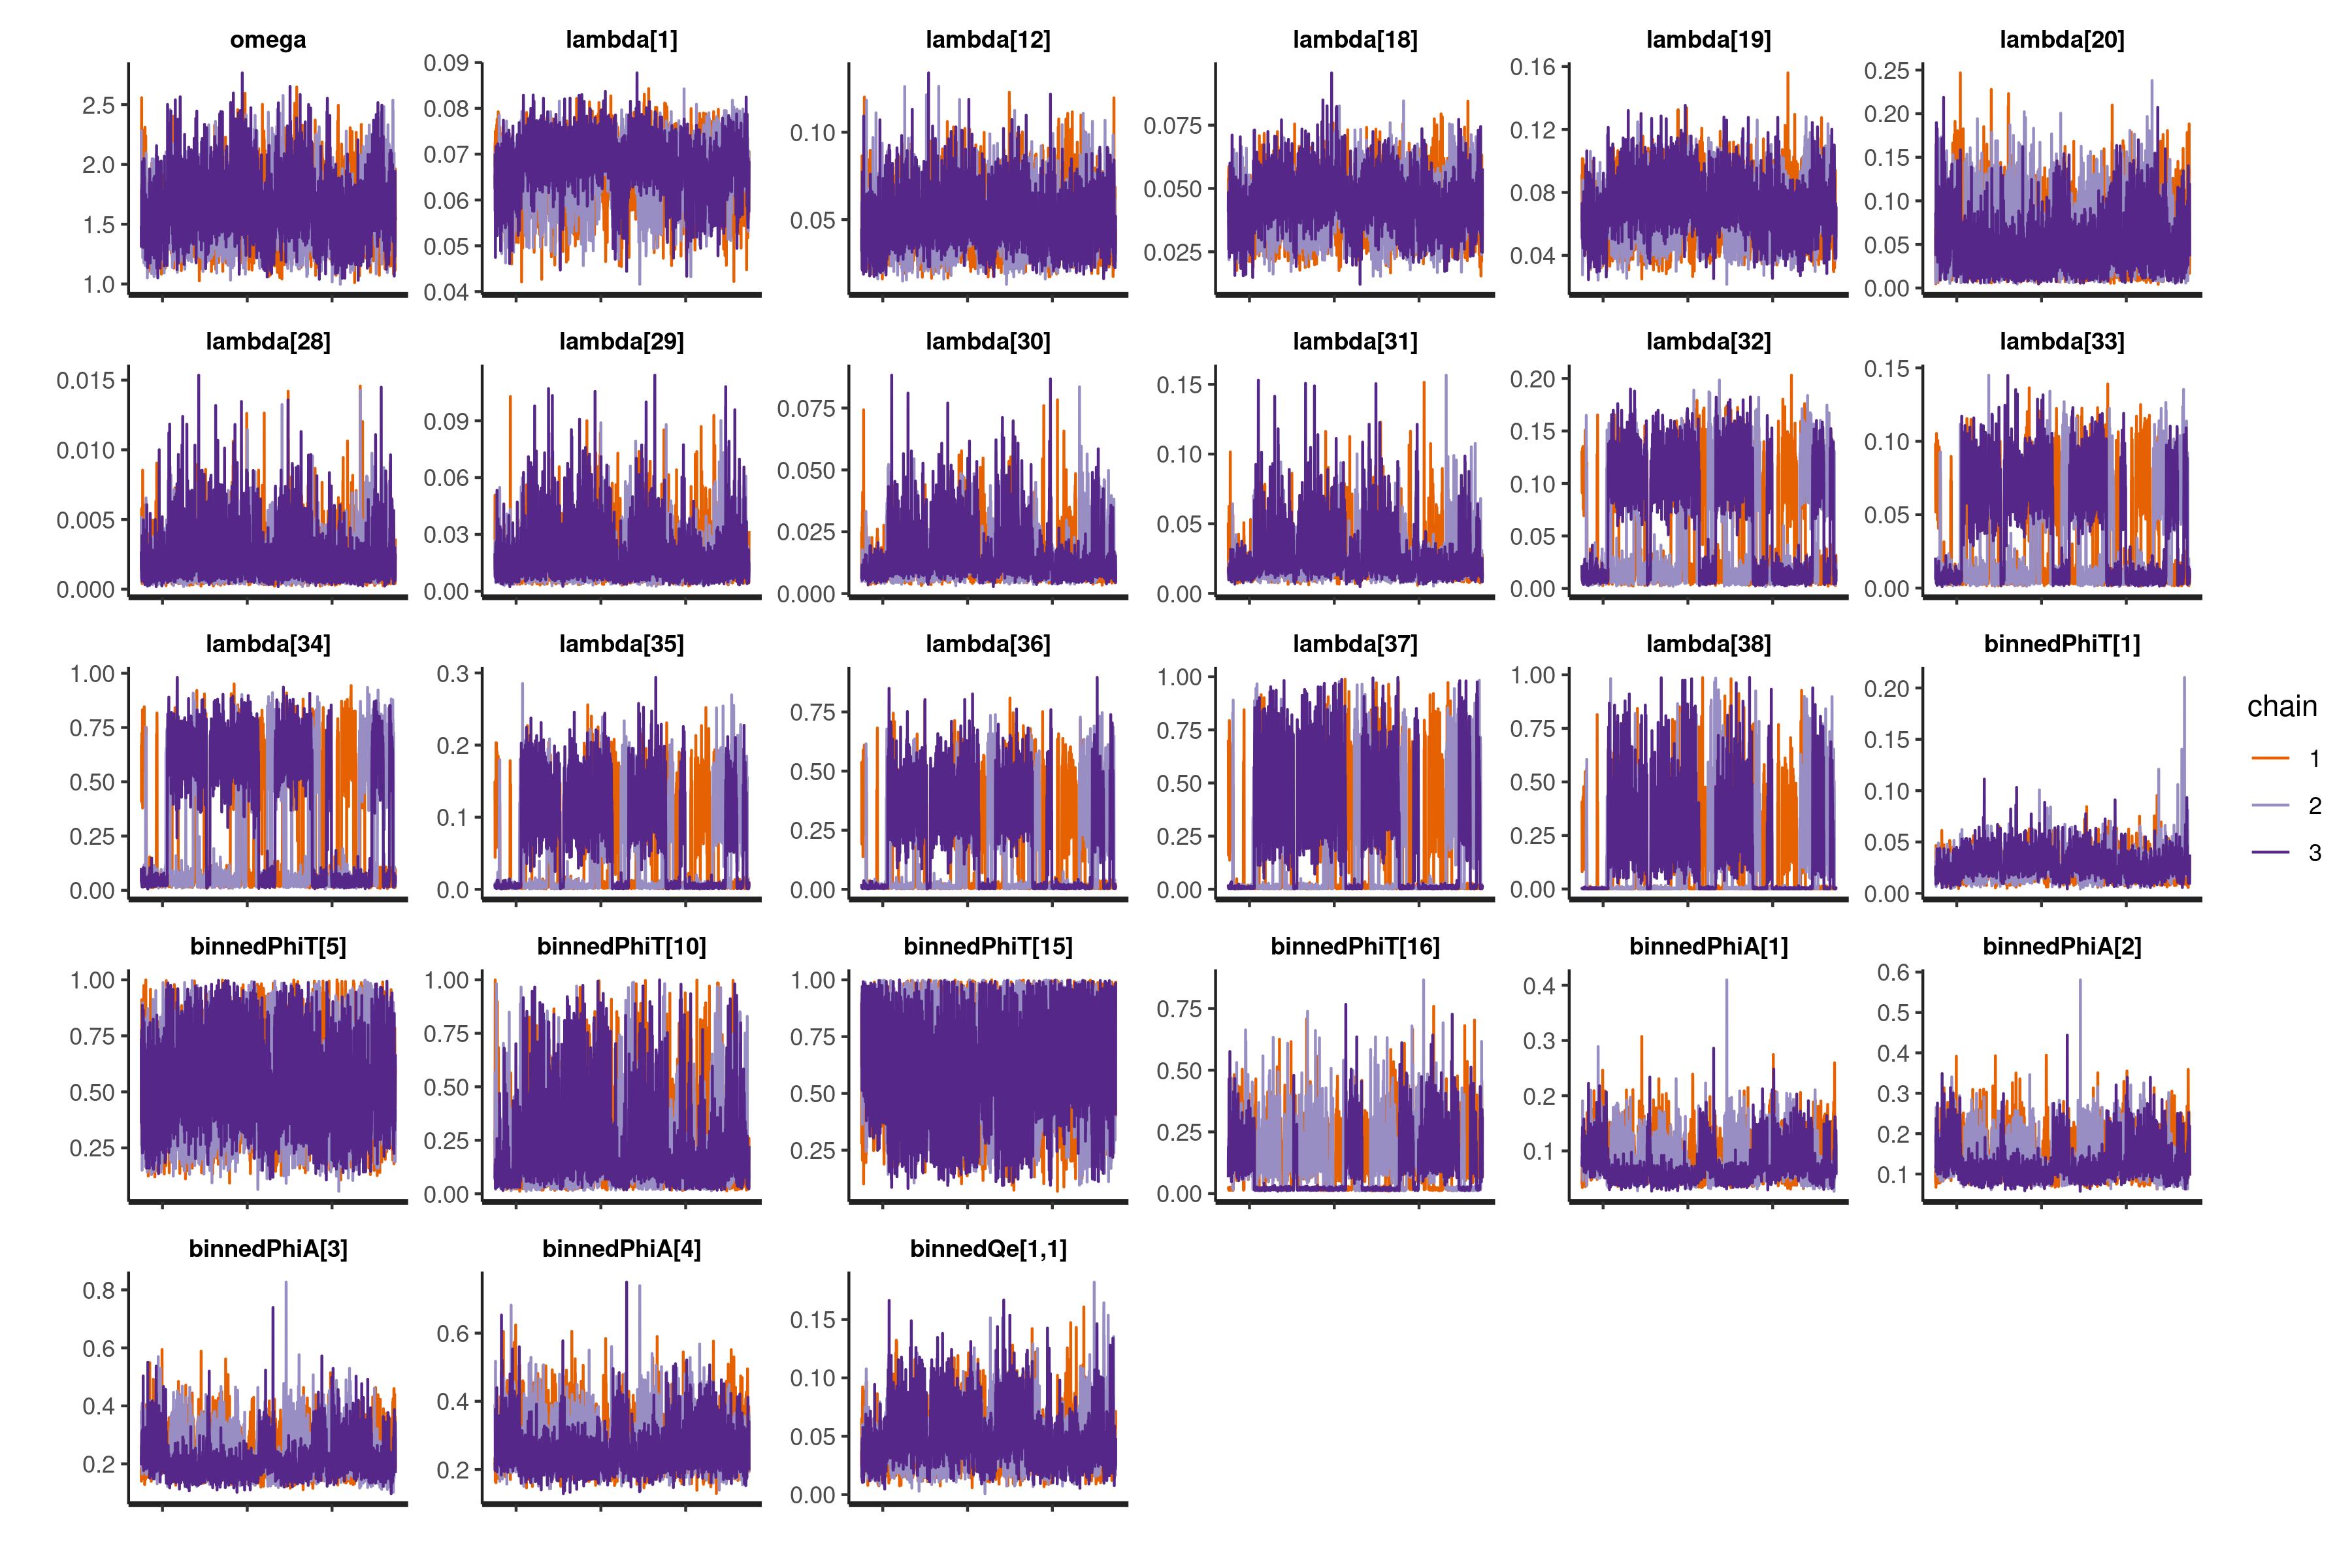 omega lambda[1] lambda[12] lambda[18] lambda[19] lambda[20]
2.5 2.0 1.5 1.0
0.09 0.08 0.07 0.06 0.05 0.04
0.10 0.05
0.075 0.050 0.025
0.16 0.12 0.08 0.04
0.25 0.20 0.15 0.10 0.05 0.00
lambda[28] lambda[29] lambda[30] lambda[31] lambda[32] lambda[33]
0.015 0.010 0.005 0.000
0.09 0.06 0.03 0.00
0.075 0.050 0.025 0.000
0.15 0.10 0.05 0.00
0.20 0.15 0.10 0.05 0.00
0.15 0.10 0.05 0.00
lambda[34] lambda[35] lambda[36] lambda[37] lambda[38] binnedPhiT[1]
1.00 0.75 0.50 0.25 0.00
0.3 0.2 0.1 0.0
0.75 0.50 0.25 0.00
1.00 0.75 0.50 0.25 0.00
1.00 0.75 0.50 0.25 0.00
0.20 0.15 0.10 0.05 0.00
chain
1
2
3
binnedPhiT[5] binnedPhiT[10] binnedPhiT[15] binnedPhiT[16] binnedPhiA[1] binnedPhiA[2]
1.00 0.75 0.50 0.25
1.00 0.75 0.50 0.25 0.00
1.00 0.75 0.50 0.25
0.75 0.50 0.25 0.00
0.4 0.3 0.2 0.1
0.6 0.5 0.4 0.3 0.2 0.1
binnedPhiA[3] binnedPhiA[4] binnedQe[1,1]
0.8 0.6 0.4 0.2
0.6 0.4 0.2
0.15 0.10 0.05 0.00